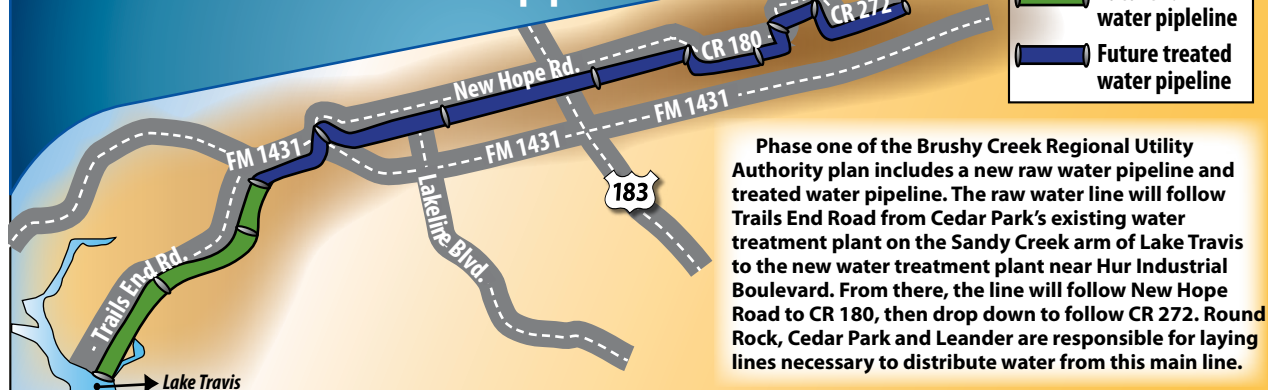 CR 272
CR 180
New Hope Rd.
FM 1431
FM 1431
FM 1431
183
Lakeline Blvd.
Trails End Rd.
Lake Travis
water pipleline
Future treated
water pipeline
Phase one of the Brushy Creek Regional Utility
Authority plan includes a new raw water pipeline and
treated water pipeline. The raw water line will follow
Trails End Road from Cedar Park’s existing water
treatment plant on the Sandy Creek arm of Lake Travis
to the new water treatment plant near Hur Industrial
Boulevard. From there, the line will follow New Hope
Road to CR 180, then drop down to follow CR 272. Round
Rock, Cedar Park and Leander are responsible for laying
lines necessary to distribute water from this main line.